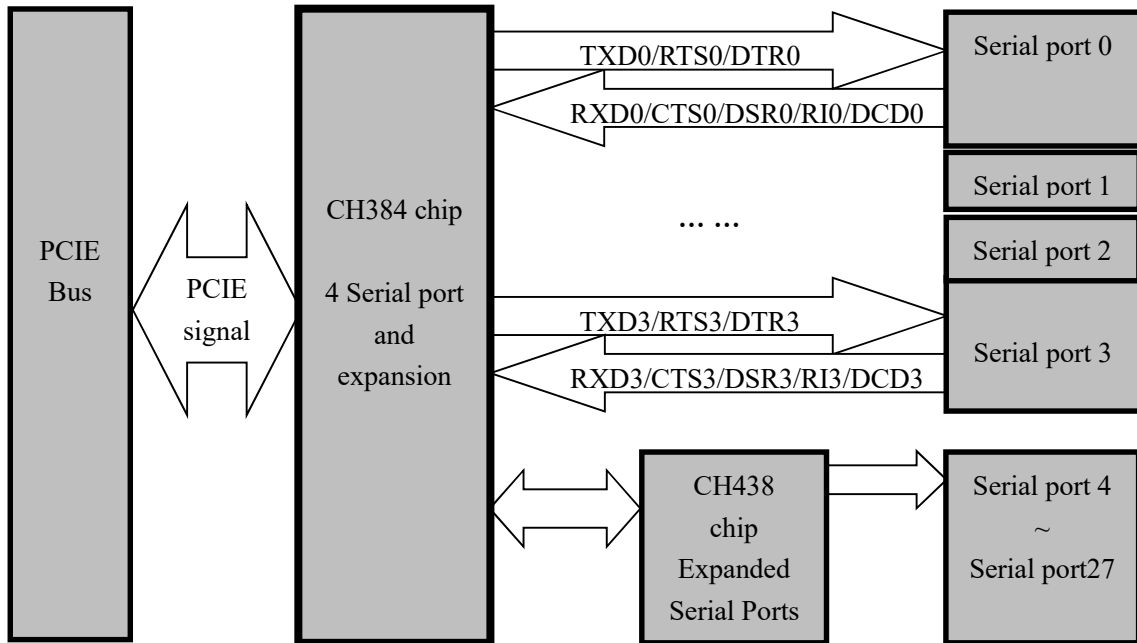 PCIE
Bus
PCIE
signal
CH384 chip
4 Serial port
and
expansion
TXD0/RTS0/DTR0
RXD0/CTS0/DSR0/RI0/DCD0
... ...
TXD3/RTS3/DTR3
RXD3/CTS3/DSR3/RI3/DCD3
Serial port 0
Serial port 1
Serial port 2
Serial port 3
CH438
chip
Expanded
Serial Ports
Serial port 4
~
Serial port27